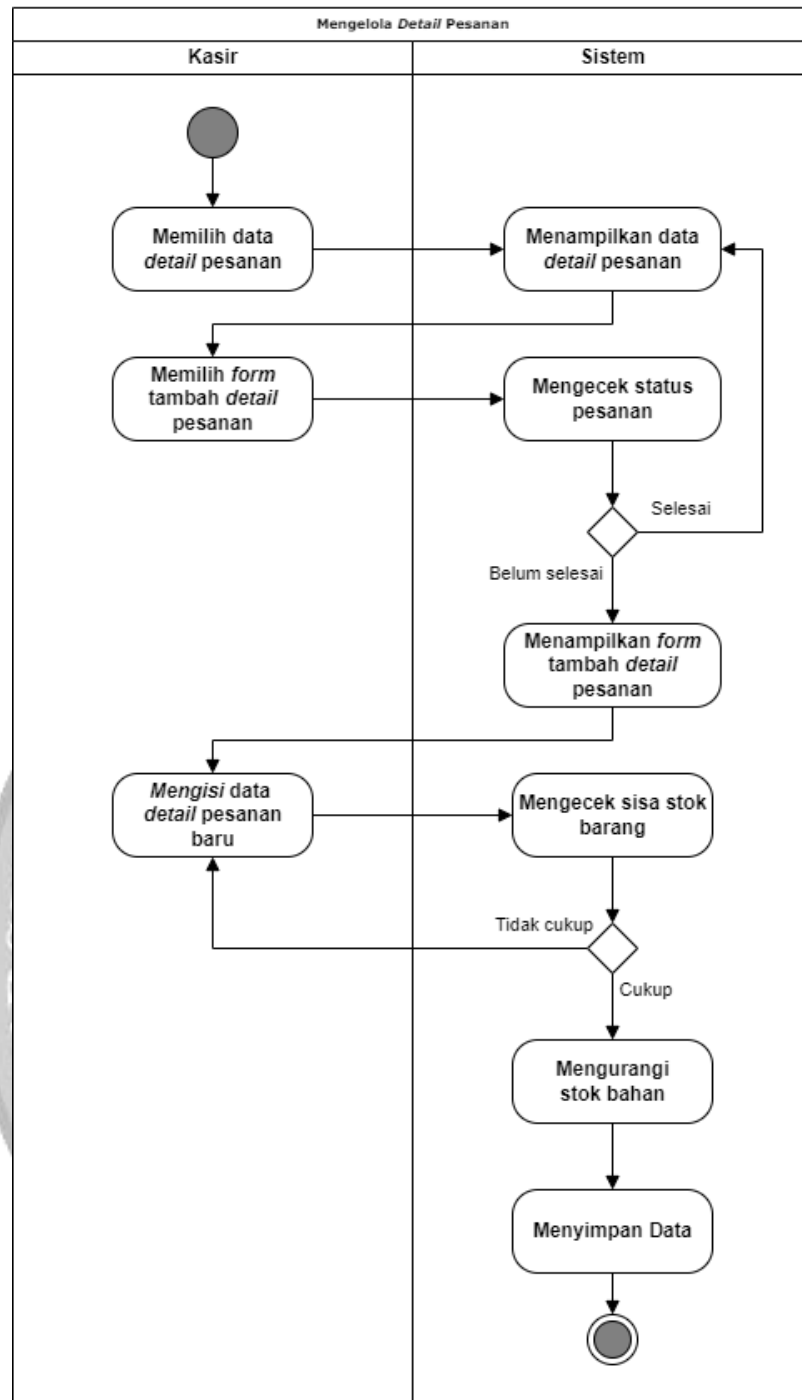 Mengelola Detail Pesanan
Kasir
Sistem
Memilih data
detail pesanan
Menampilkan data
detail pesanan
Memilih form
tambah detail
pesanan
Mengecek status
pesanan
Selesai
Belum selesai
Menampilkan form
tambah detail
pesanan
Mengisi data
detail pesanan
baru
Mengecek sisa stok
barang
Tidak cukup
Cukup
Mengurangi
stok bahan
Menyimpan Data